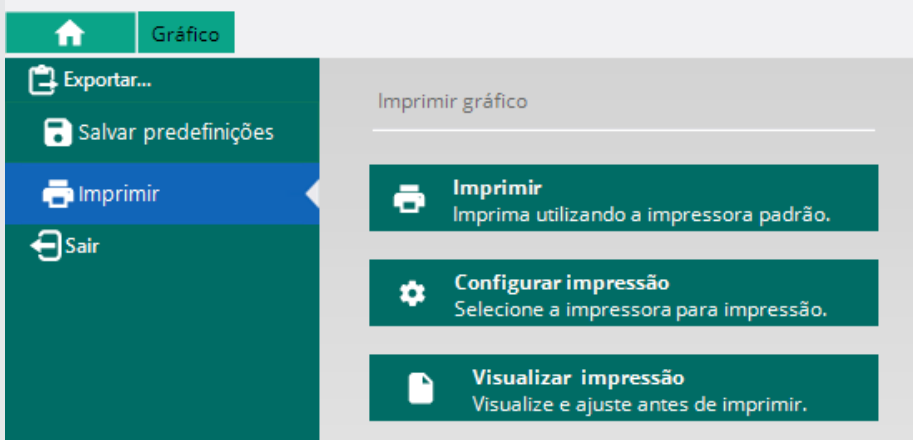 Gráfico
Exportar...
Salvar predefinições
Imprimir
Sair
Imprimir gráfico
Imprimir
Imprima utilizando a impressora padrão.
Configurar impressão
Selecione a impressora para impressão.
Visualizar impressão
Visualize e ajuste antes de imprimir.